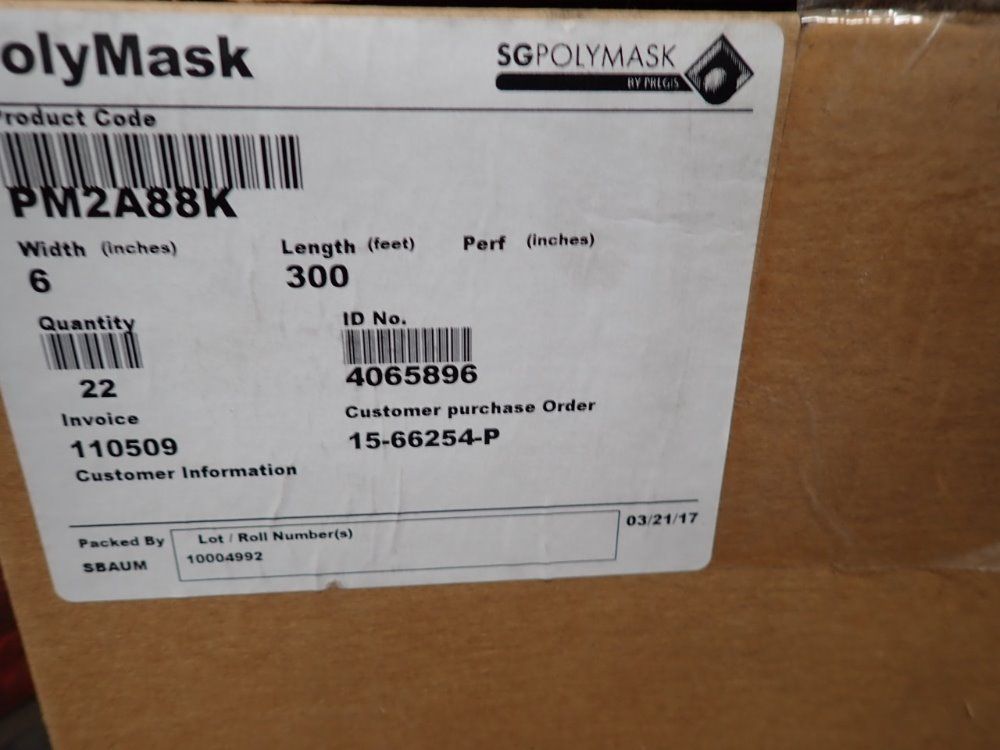 olyMask
SGPOLYMASK
BY PREGIS
roduct Code
PM2A88K
Width (inches) Length (feet) Perf (inches)
6 300
Quantity ID No.
22 4065896
Invoice Customer purchase Order
110509 15-66254-P
Customer Information
Packed By Lot / Roll Number(s) 03/21/17
SBAUM 10004992